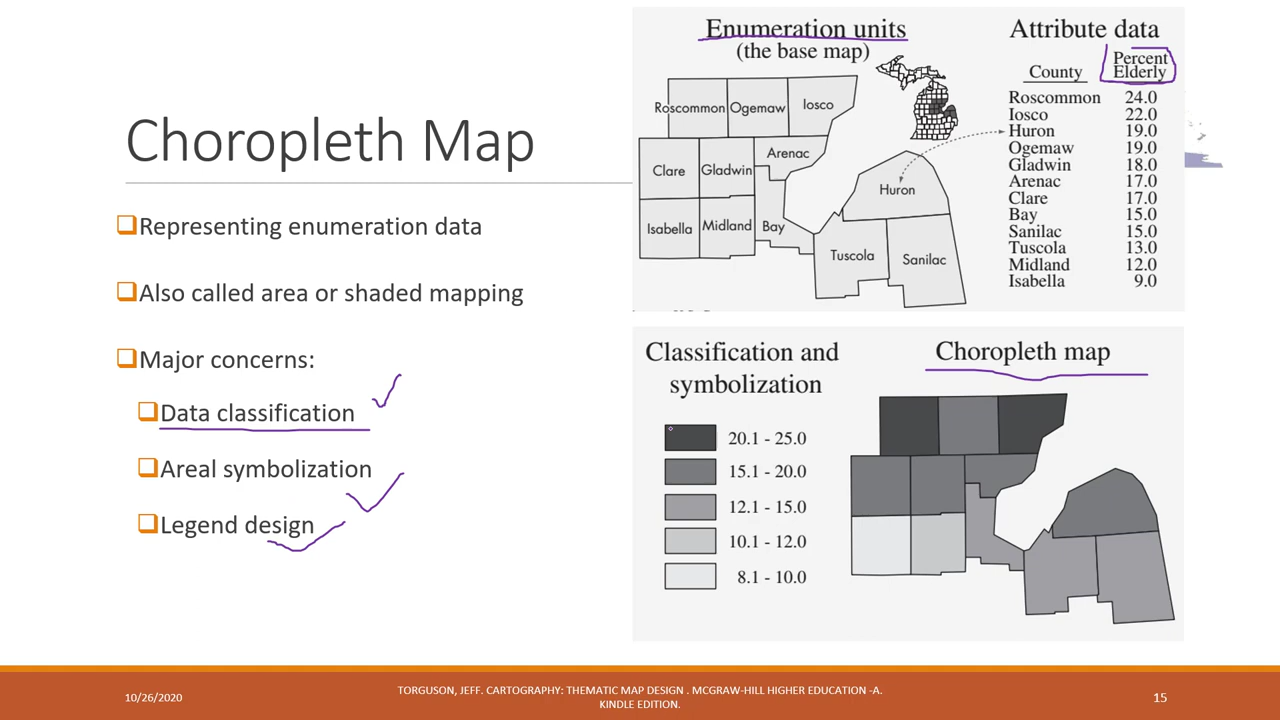 Choropleth Map
Representing enumeration data
Also called area or shaded mapping
Major concerns:
Data classification
Areal symbolization
Legend design
Enumeration units
(the base map)
Roscommon
Ogemaw
Iosco
Clare
Gladwin
Arenac
Isabella
Midland
Bay
Huron
Tuscola
Sanilac
Attribute data
County Percent Elderly
Roscommon 24.0
Iosco 22.0
Huron 19.0
Ogemaw 19.0
Gladwin 18.0
Arenac 17.0
Clare 17.0
Bay 15.0
Sanilac 15.0
Tuscola 13.0
Midland 12.0
Isabella 9.0
Classification and
symbolization
20.1 - 25.0
15.1 - 20.0
12.1 - 15.0
10.1 - 12.0
8.1 - 10.0
Choropleth map
10/26/2020
TORGUSON, JEFF. CARTOGRAPHY: THEMATIC MAP DESIGN . MCGRAW-HILL HIGHER EDUCATION -A.
KINDLE EDITION.
15